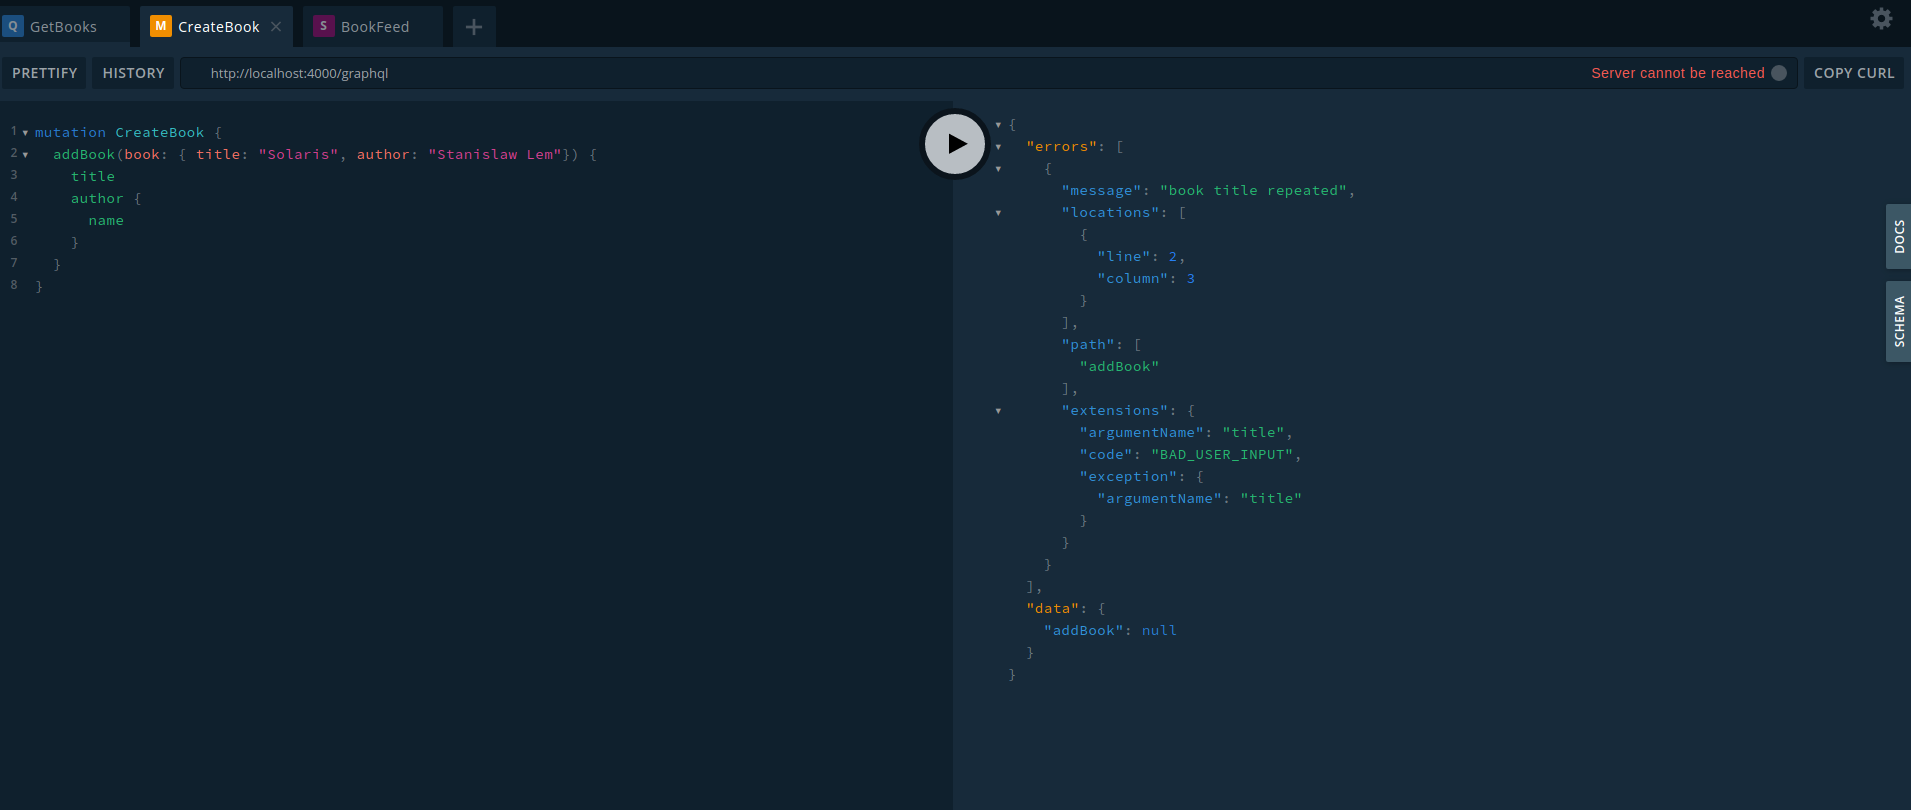 Q GetBooks M CreateBook × S BookFeed +
PRETTIFY HISTORY http://localhost:4000/graphql Server cannot be reached COPY CURL
1 mutation CreateBook {
2 addBook(book: { title: "Solaris", author: "Stanislaw Lem"}) {
3 title
4 author {
5 name
6 }
7 }
8 }
{
"errors": [
{
"message": "book title repeated",
"locations": [
{
"line": 2,
"column": 3
}
],
"path": [
"addBook"
],
"extensions": {
"argumentName": "title",
"code": "BAD_USER_INPUT",
"exception": {
"argumentName": "title"
}
}
}
],
"data": {
"addBook": null
}
}
DOCS
SCHEMA